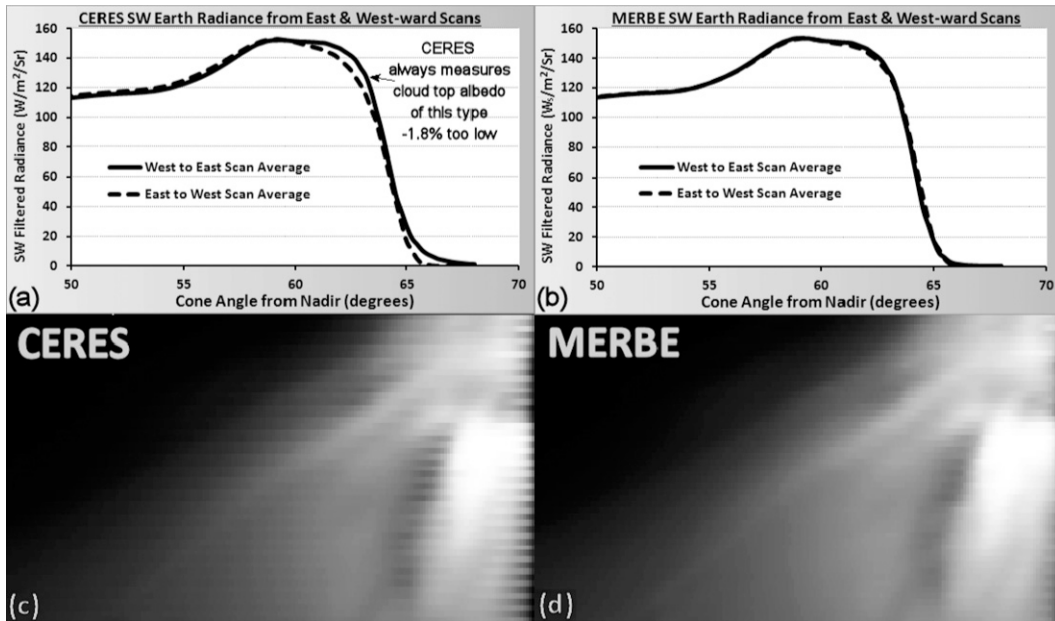 CERES SW Earth Radiance from East & West-ward Scans
SW Filtered Radiance (W/m²/Sr)
160
140
120
100
80
60
40
20
0
CERES
always measures
cloud top albedo
of this type
-1.8% too low
West to East Scan Average
East to West Scan Average
50
55
60
65
70
Cone Angle from Nadir (degrees)
(a)
MERBE SW Earth Radiance from East & West-ward Scans
SW Filtered Radiance (Wₛ/m²/Sr)
160
140
120
100
80
60
40
20
0
West to East Scan Average
East to West Scan Average
50
55
60
65
70
Cone Angle from Nadir (degrees)
(b)
CERES
(c)
MERBE
(d)